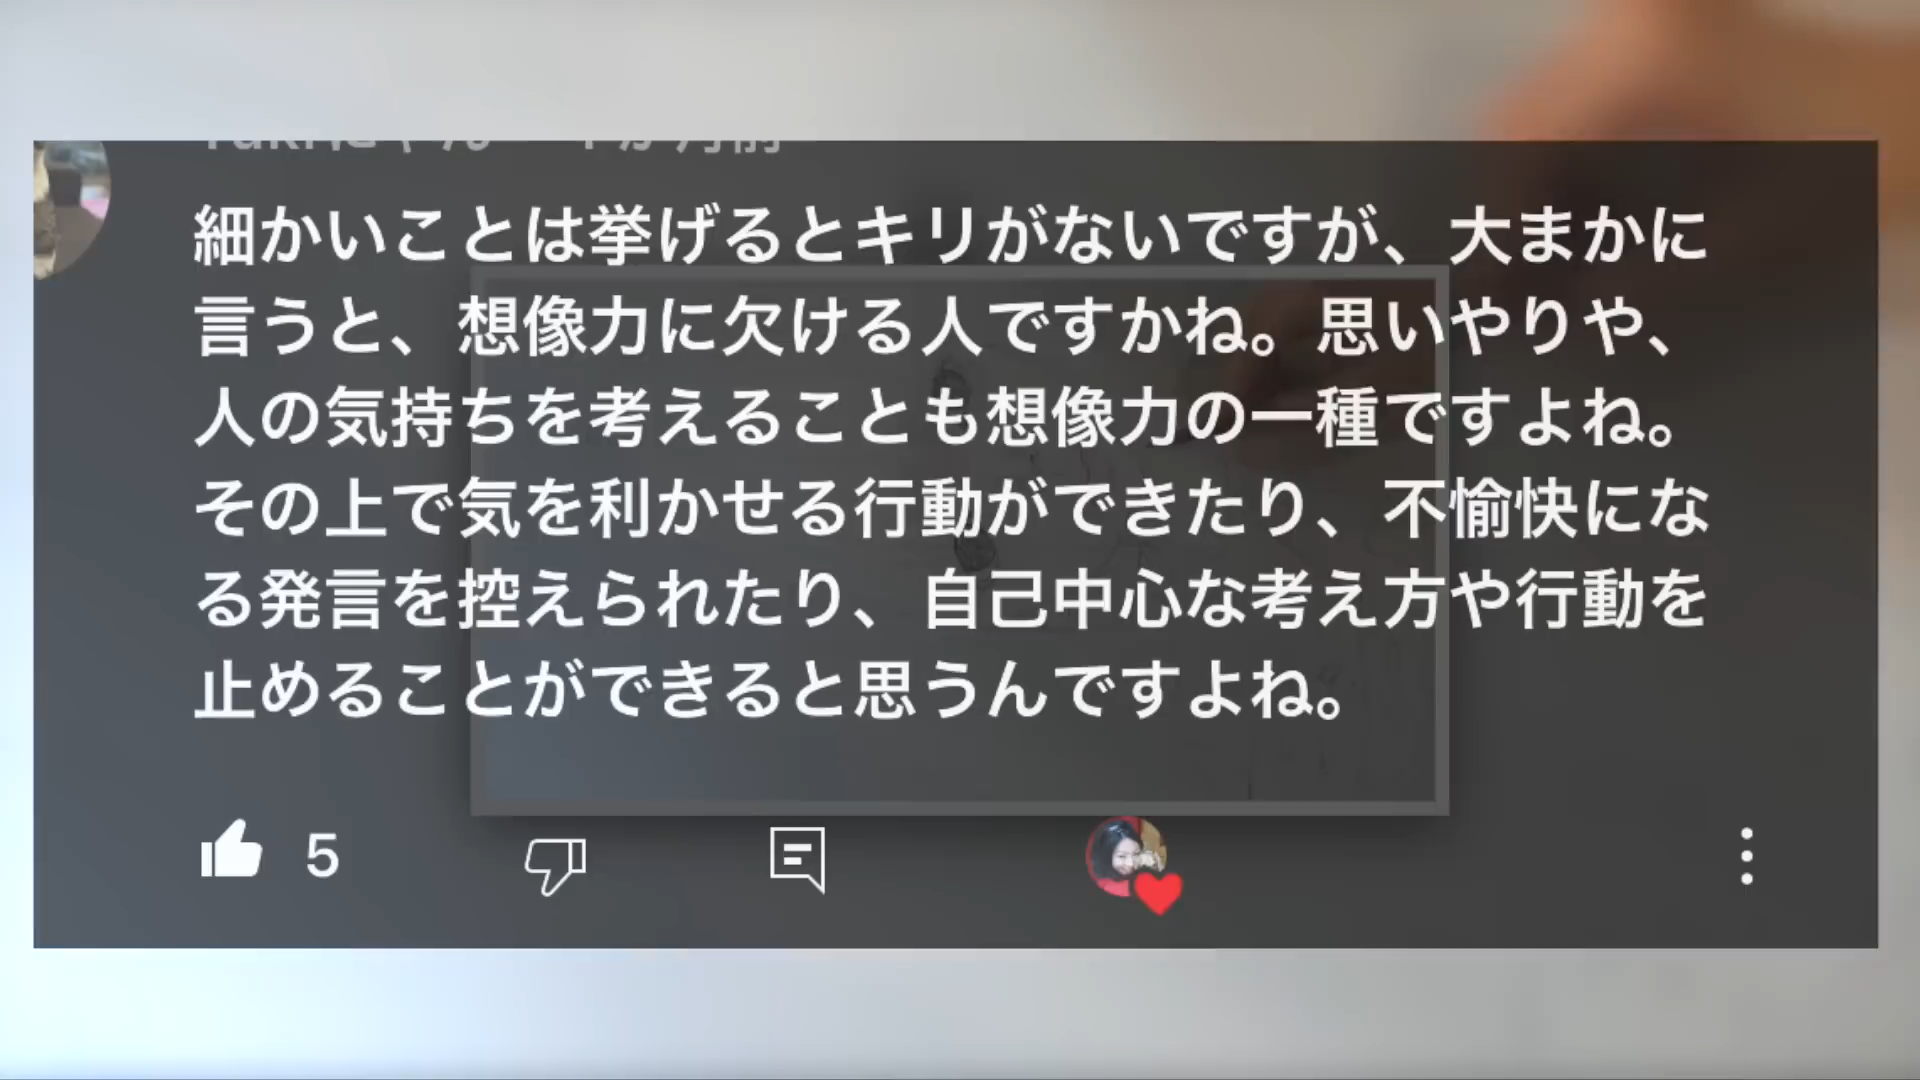 細かいことは挙げるとキリがないですが、大まかに
言うと、想像力に欠ける人ですかね。思いやりや、
人の気持ちを考えることも想像力の一種ですよね。
その上で気を利かせる行動ができたり、不愉快にな
る発言を控えられたり、自己中心な考え方や行動を
止めることができると思うんですよね。
5